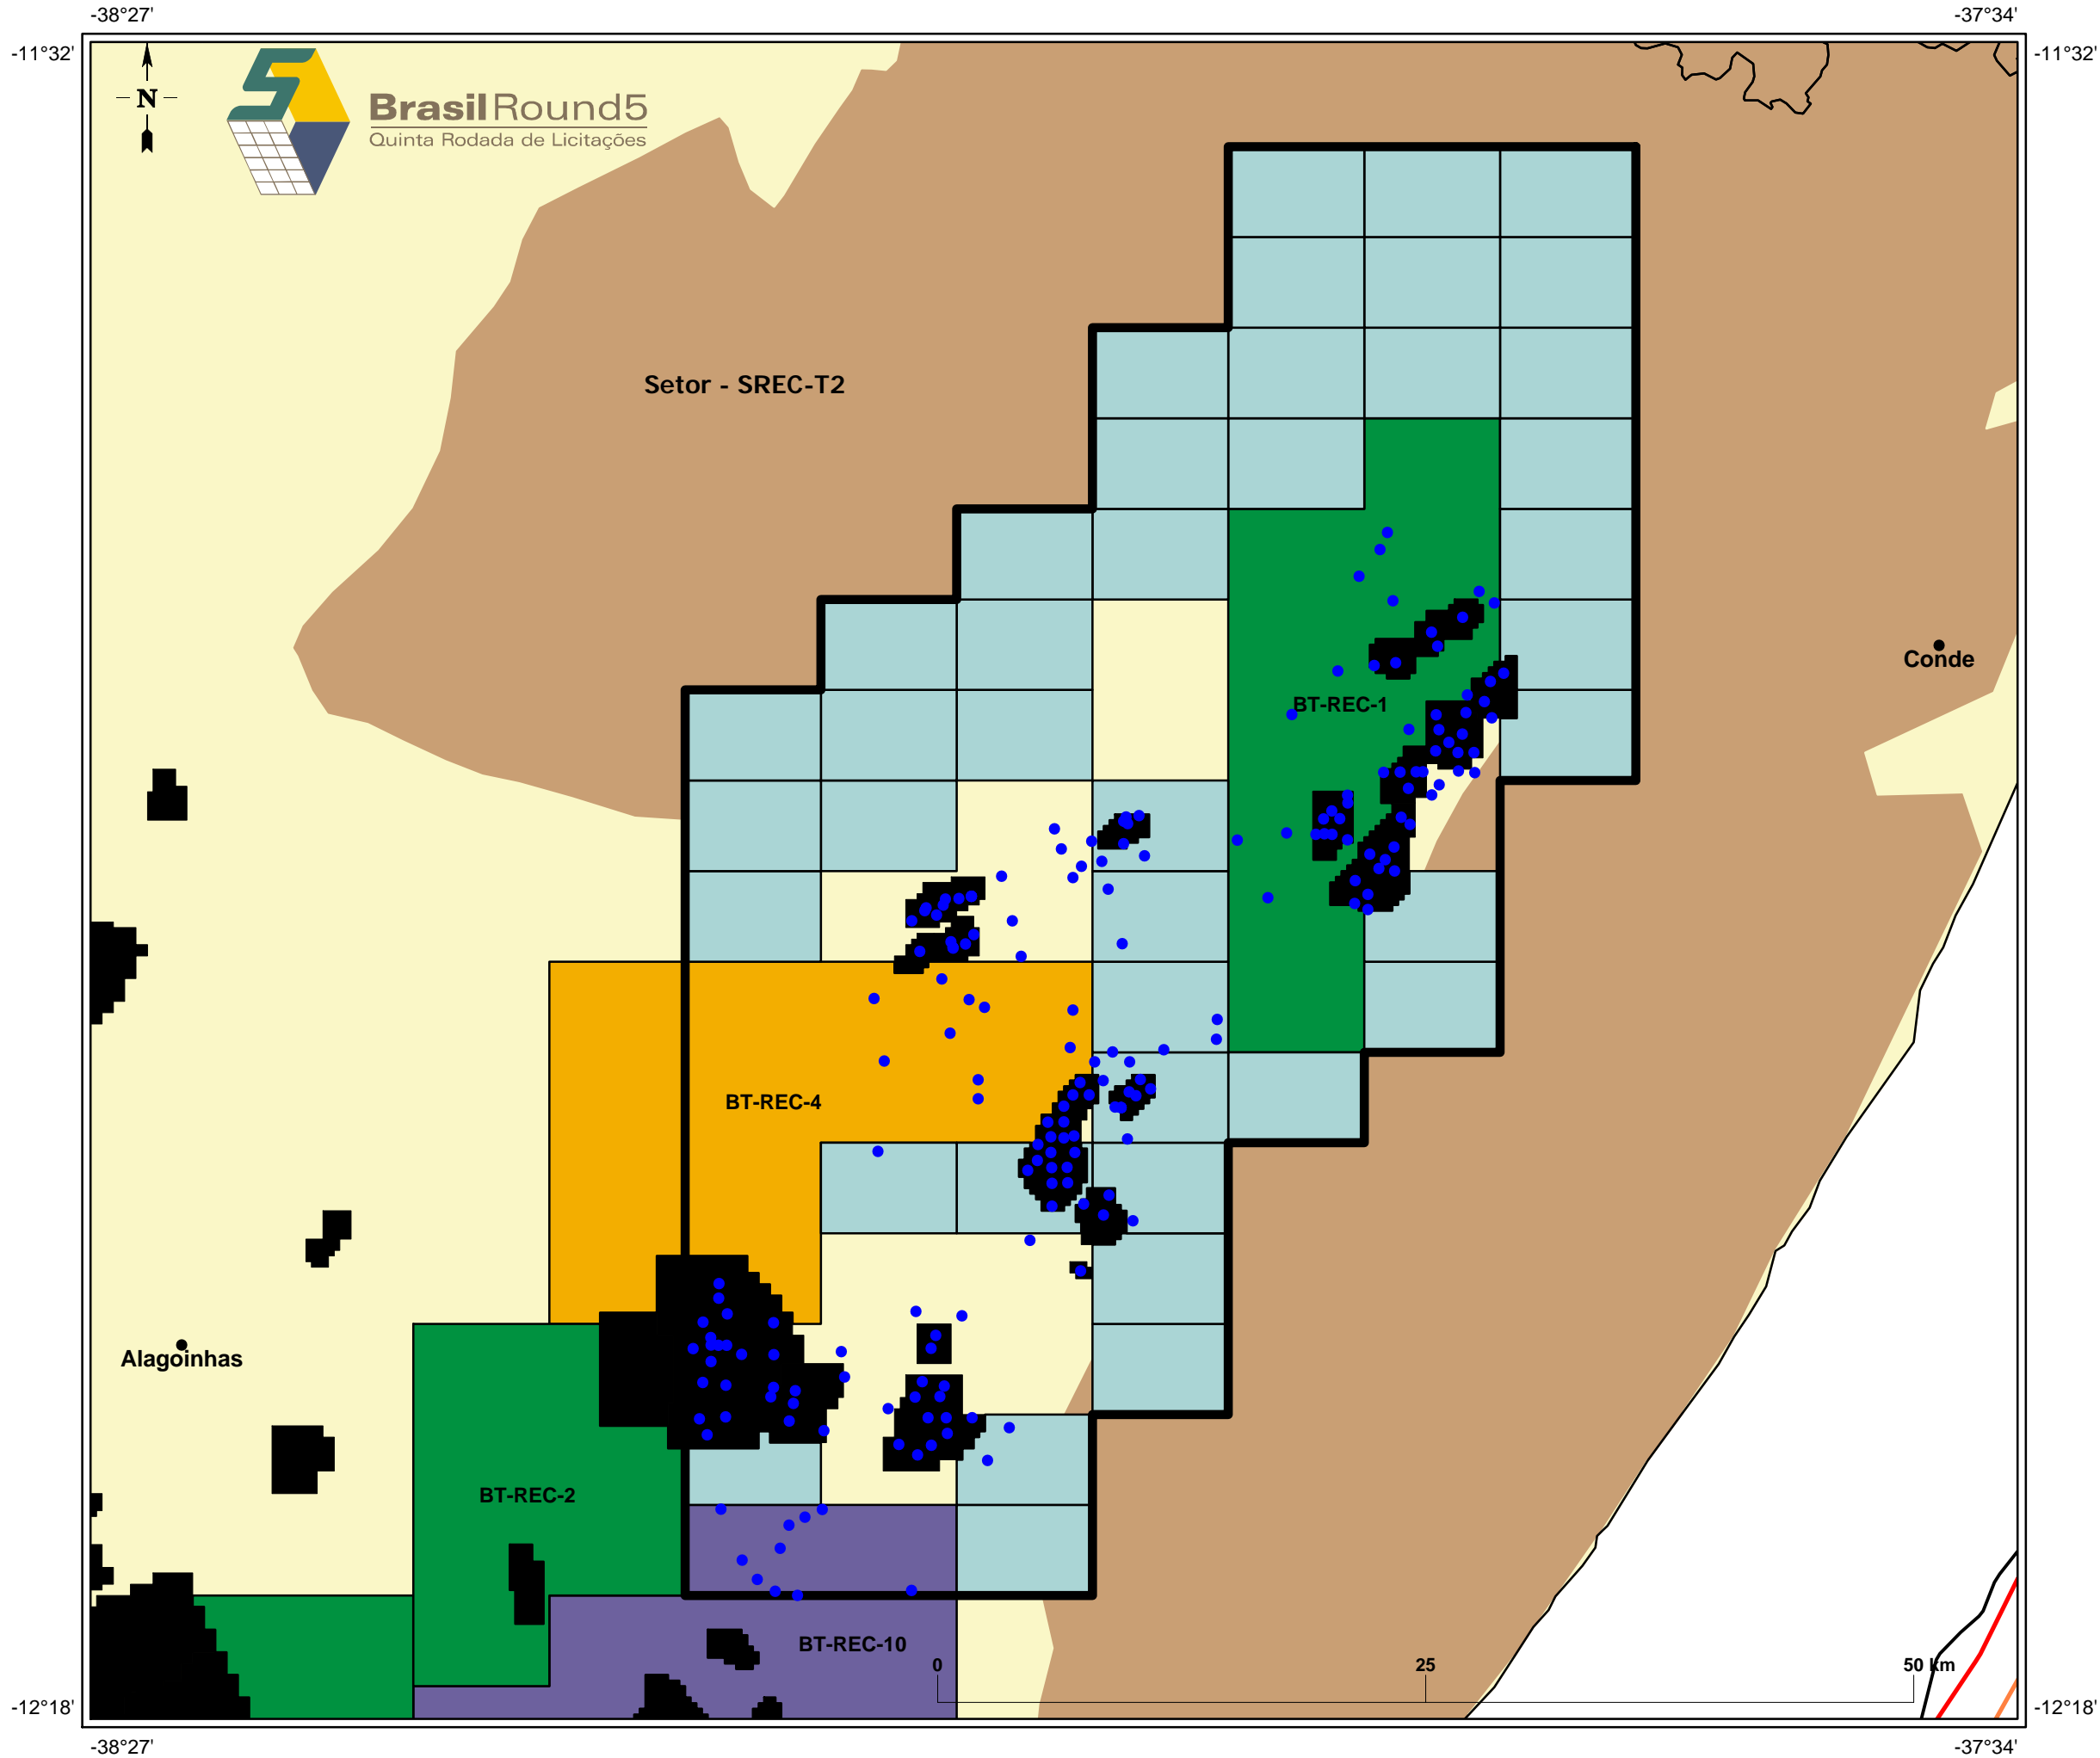 -38°27'
-37°34'
-11°32'
-11°32'
N
BrasilRound5
Quinta Rodada de Licitações
Setor - SREC-T2
Conde
BT-REC-1
BT-REC-4
Alagoinhas
BT-REC-2
BT-REC-10
0 25 50 km
-12°18'
-12°18'
-38°27'
-37°34'